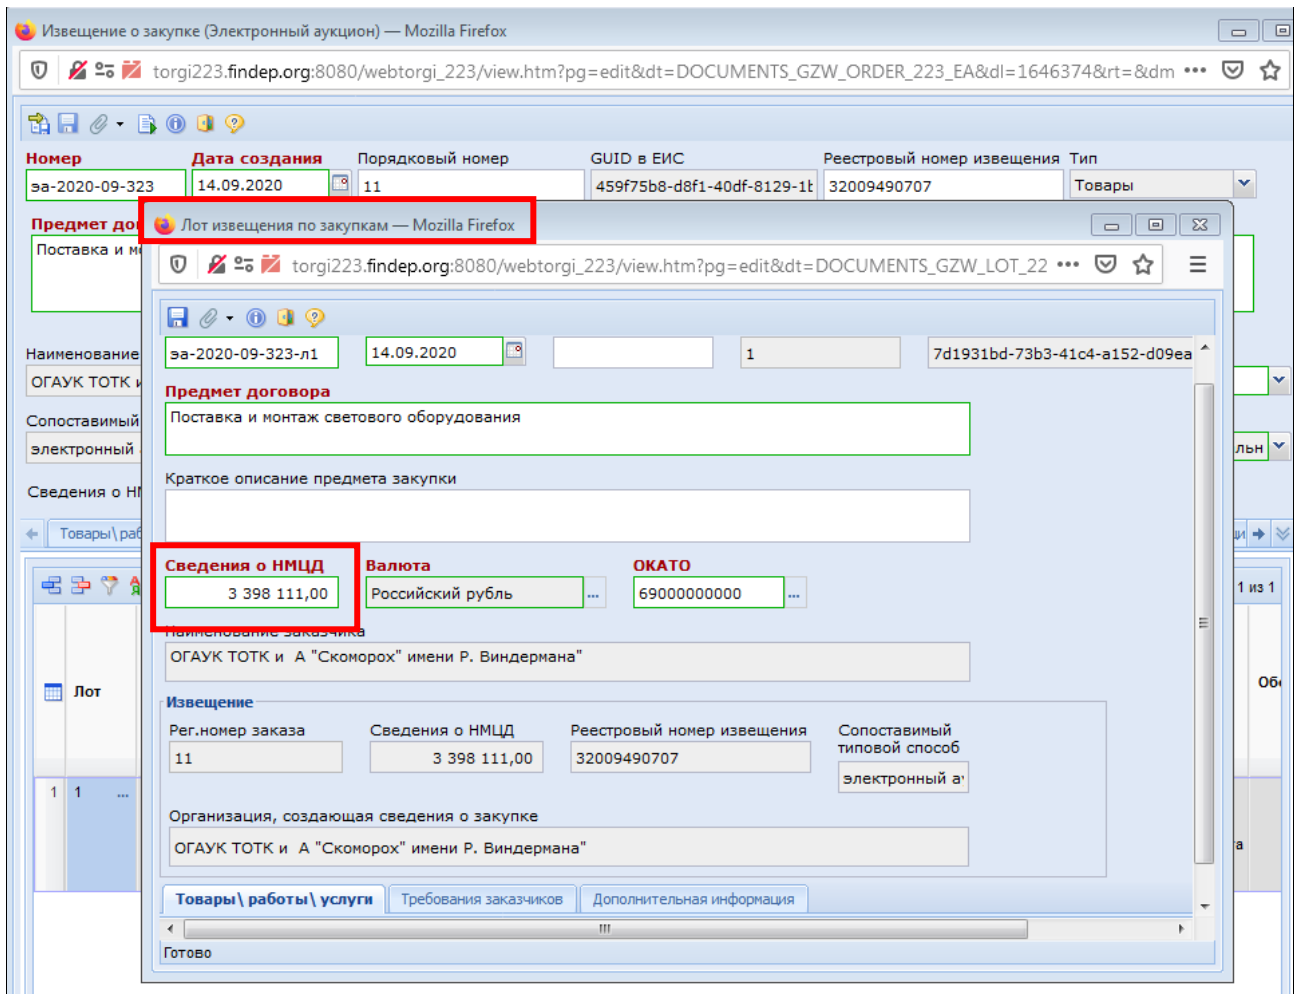 Извещение о закупке (Электронный аукцион) — Mozilla Firefox
torgi223.findep.org:8080/webtorgi_223/view.htm?pg=edit&dt=DOCUMENTS_GZW_ORDER_223_EA&dl=1646374&rt=&dm
Номер Дата создания Порядковый номер GUID в ЕИС Реестровый номер извещения Тип
эа-2020-09-323 14.09.2020 11 459f75b8-d8f1-40df-8129-1 32009490707 Товары
Предмет дог
Поставка и м
Лот извещения по закупкам — Mozilla Firefox
torgi223.findep.org:8080/webtorgi_223/view.htm?pg=edit&dt=DOCUMENTS_GZW_LOT_22
эа-2020-09-323-л1 14.09.2020 1 7d1931bd-73b3-41c4-a152-d09ea
Наименование
ОГАУК ТОТК и
Предмет договора
Поставка и монтаж светового оборудования
Сопоставимый
электронный
льн
Краткое описание предмета закупки
Сведения о Н
Товары\ раб
Сведения о НМЦД Валюта ОКАТО
3 398 111,00 Российский рубль ... 69000000000 ...
1 из 1
Наименование заказчика
ОГАУК ТОТК и А "Скоморох" имени Р. Виндермана"
Лот
Извещение
Рег.номер заказа Сведения о НМЦД Реестровый номер извещения Сопоставимый типовой способ
11 3 398 111,00 32009490707 электронный а
1 1 ...
Организация, создающая сведения о закупке
ОГАУК ТОТК и А "Скоморох" имени Р. Виндермана"
а
Товары\ работы\ услуги Требования заказчиков Дополнительная информация
Готово